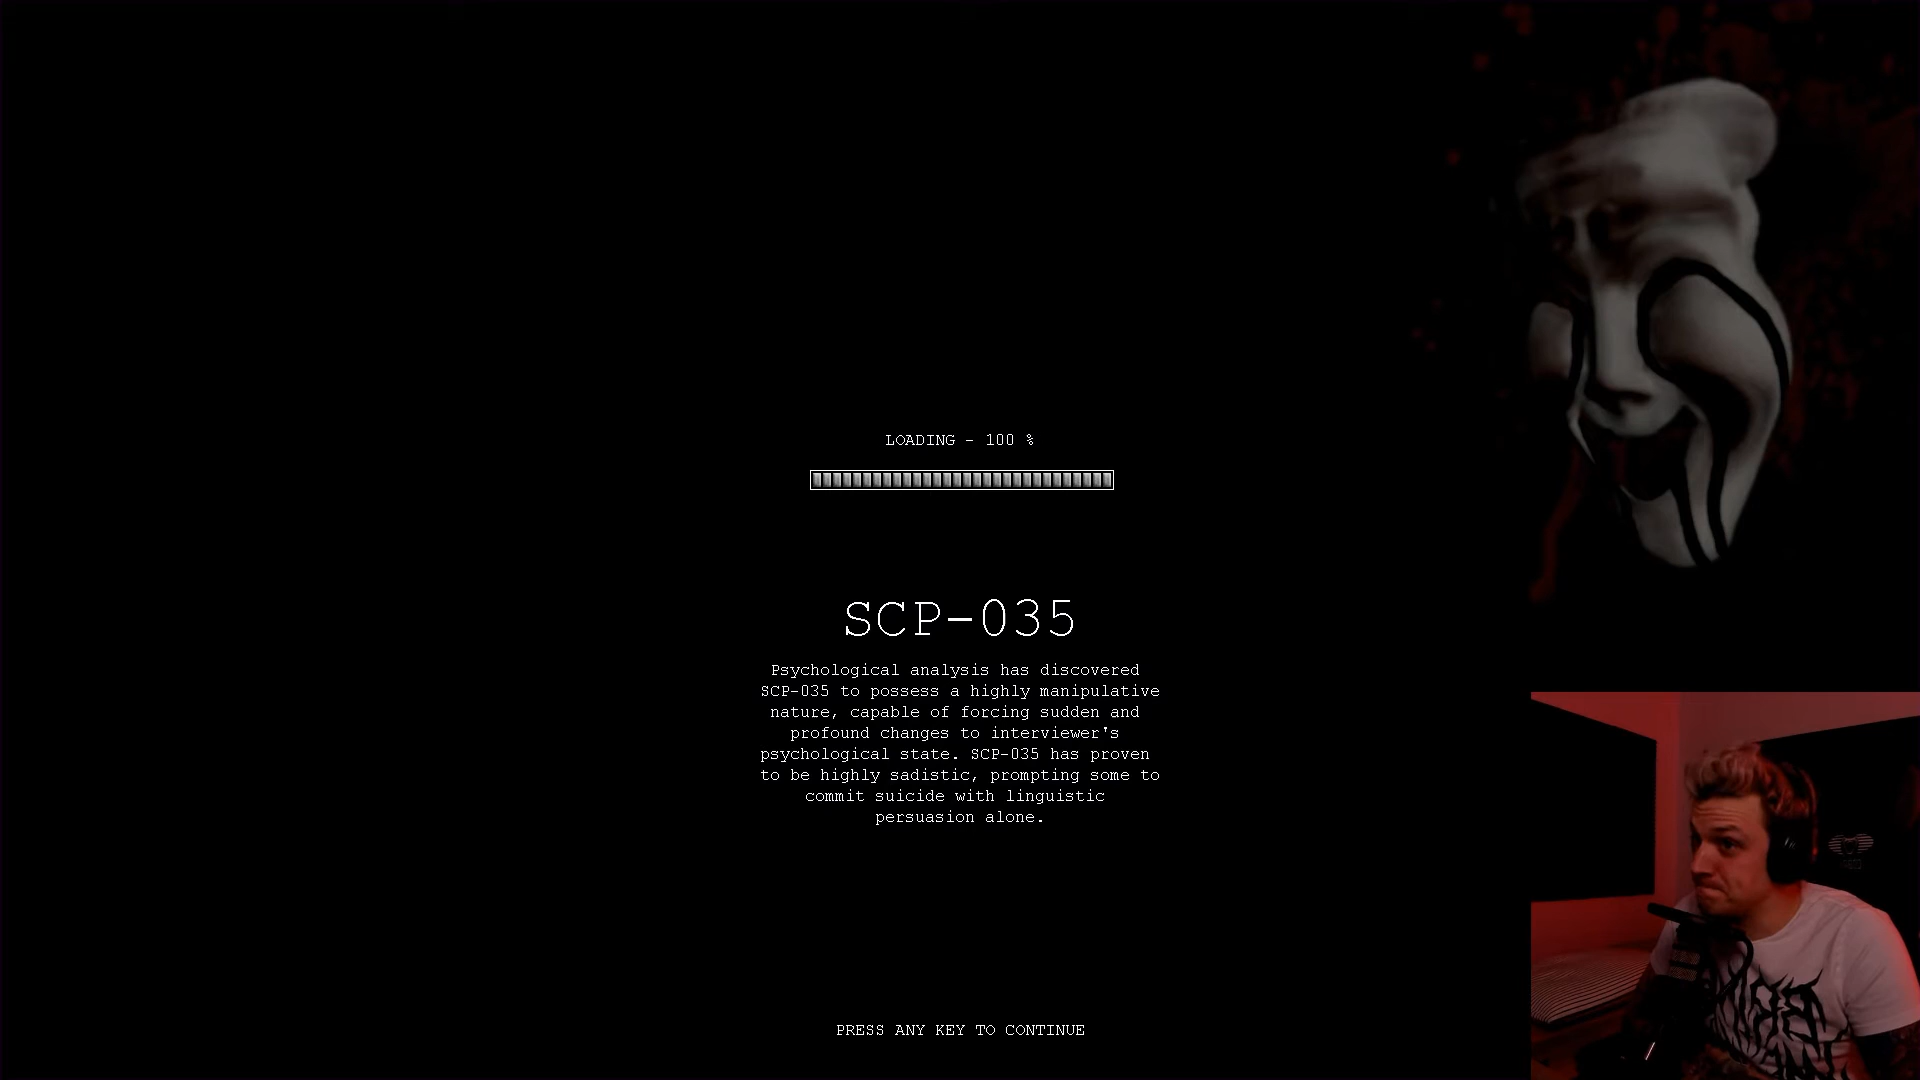 LOADING - 100 %
SCP-035
Psychological analysis has discovered
SCP-035 to possess a highly manipulative
nature, capable of forcing sudden and
profound changes to interviewer's
psychological state. SCP-035 has proven
to be highly sadistic, prompting some to
commit suicide with linguistic
persuasion alone.
PRESS ANY KEY TO CONTINUE